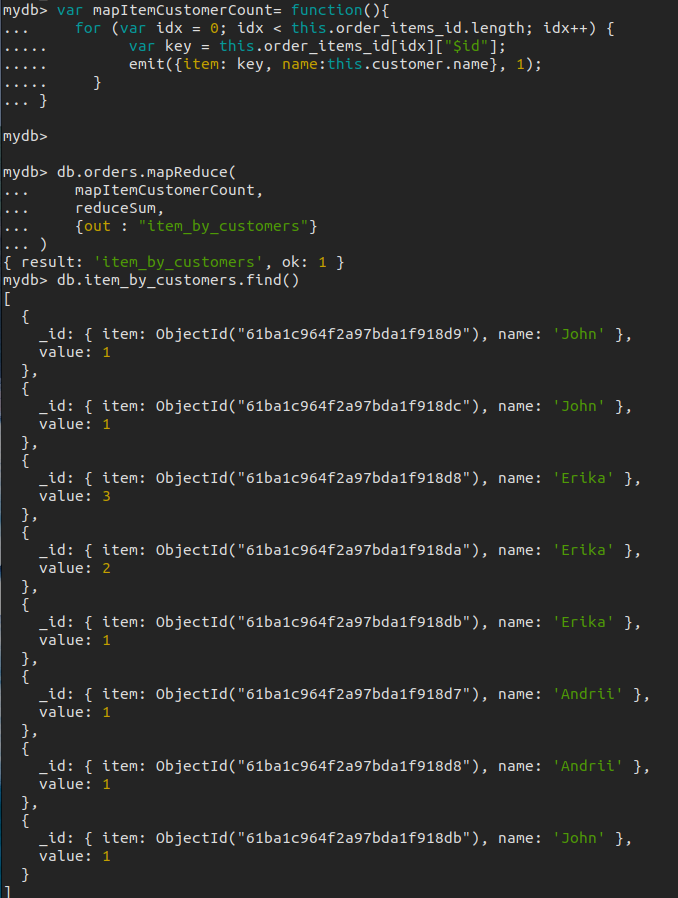 mydb> var mapItemCustomerCount= function(){
...     for (var idx = 0; idx < this.order_items_id.length; idx++) {
.....         var key = this.order_items_id[idx]["$id"];
.....         emit({item: key, name:this.customer.name}, 1);
.....     }
... }
mydb>
mydb> db.orders.mapReduce(
...     mapItemCustomerCount,
...     reduceSum,
...     {out : "item_by_customers"}
... )
{ result: 'item_by_customers', ok: 1 }
mydb> db.item_by_customers.find()
[
  {
    _id: { item: ObjectId("61ba1c964f2a97bda1f918d9"), name: 'John' },
    value: 1
  },
  {
    _id: { item: ObjectId("61ba1c964f2a97bda1f918dc"), name: 'John' },
    value: 1
  },
  {
    _id: { item: ObjectId("61ba1c964f2a97bda1f918d8"), name: 'Erika' },
    value: 3
  },
  {
    _id: { item: ObjectId("61ba1c964f2a97bda1f918da"), name: 'Erika' },
    value: 2
  },
  {
    _id: { item: ObjectId("61ba1c964f2a97bda1f918db"), name: 'Erika' },
    value: 1
  },
  {
    _id: { item: ObjectId("61ba1c964f2a97bda1f918d7"), name: 'Andrii' },
    value: 1
  },
  {
    _id: { item: ObjectId("61ba1c964f2a97bda1f918d8"), name: 'Andrii' },
    value: 1
  },
  {
    _id: { item: ObjectId("61ba1c964f2a97bda1f918db"), name: 'John' },
    value: 1
  }
]